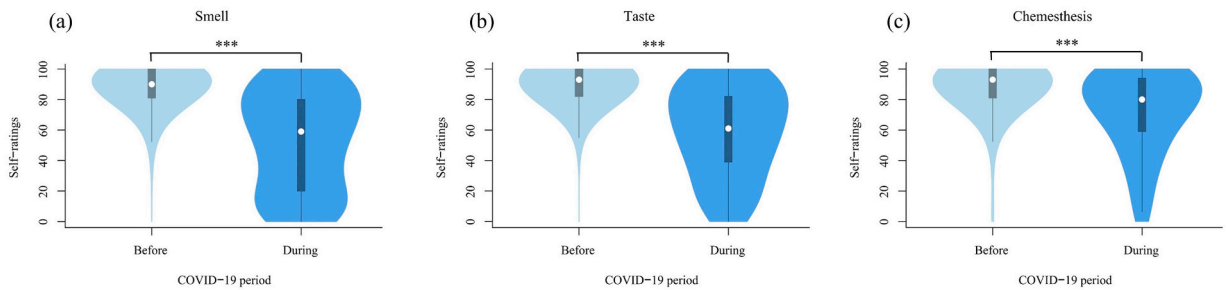 (a)
Smell
***
Self-ratings
100
80
60
40
20
0
Before
During
COVID-19 period
(b)
Taste
***
Self-ratings
100
80
60
40
20
0
Before
During
COVID-19 period
(c)
Chemesthesis
***
Self-ratings
100
80
60
40
20
0
Before
During
COVID-19 period